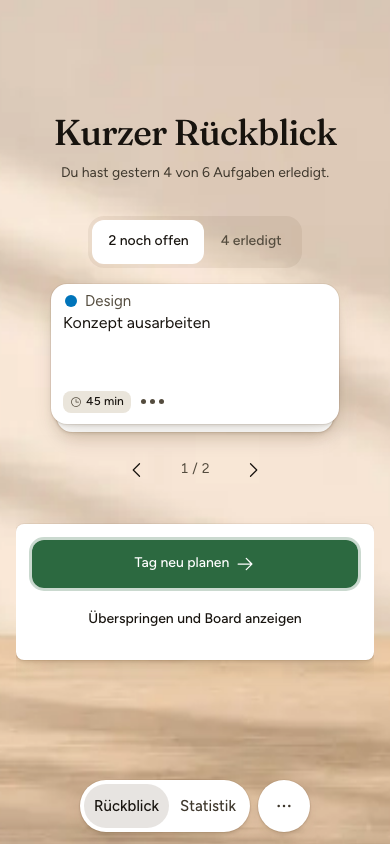 Kurzer Rückblick
Du hast gestern 4 von 6 Aufgaben erledigt.
2 noch offen
4 erledigt
Design
Konzept ausarbeiten
45 min
1 / 2
Tag neu planen
Überspringen und Board anzeigen
Rückblick
Statistik